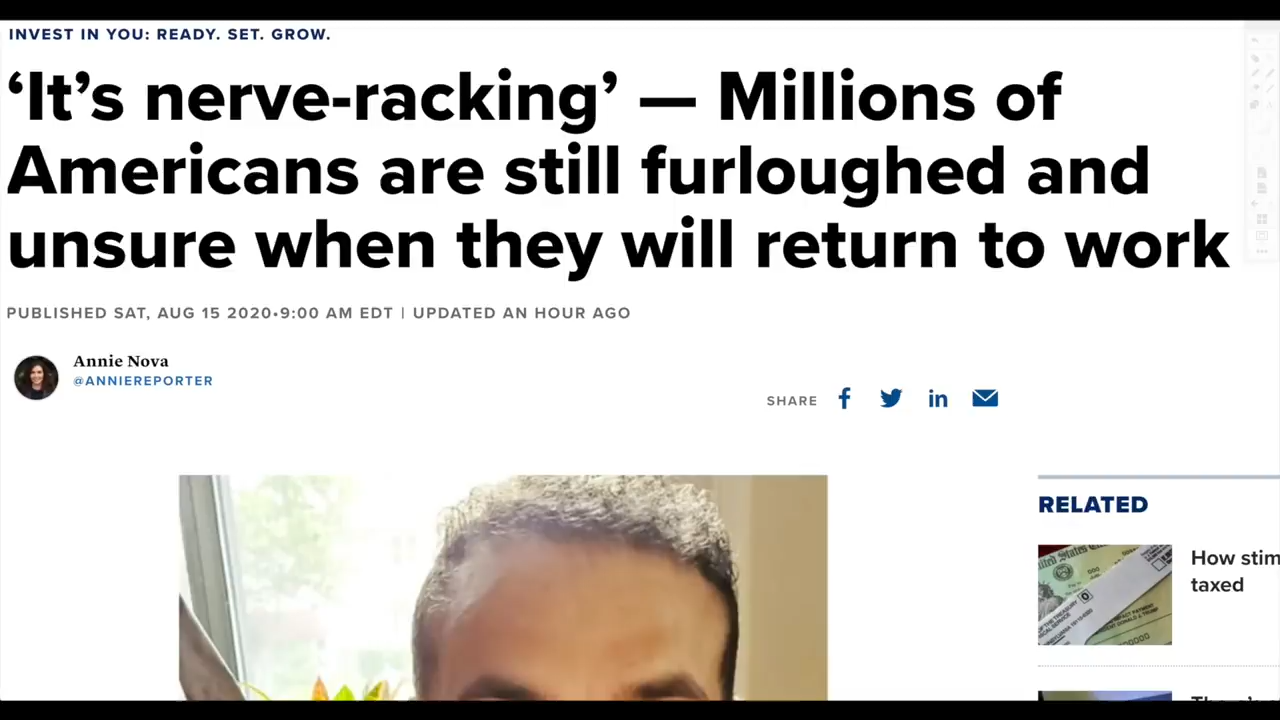 INVEST IN YOU: READY. SET. GROW.
‘It’s nerve-racking’ — Millions of
Americans are still furloughed and
unsure when they will return to work
PUBLISHED SAT, AUG 15 2020•9:00 AM EDT | UPDATED AN HOUR AGO
Annie Nova
@ANNIEREPORTER
SHARE
RELATED
How stim
taxed